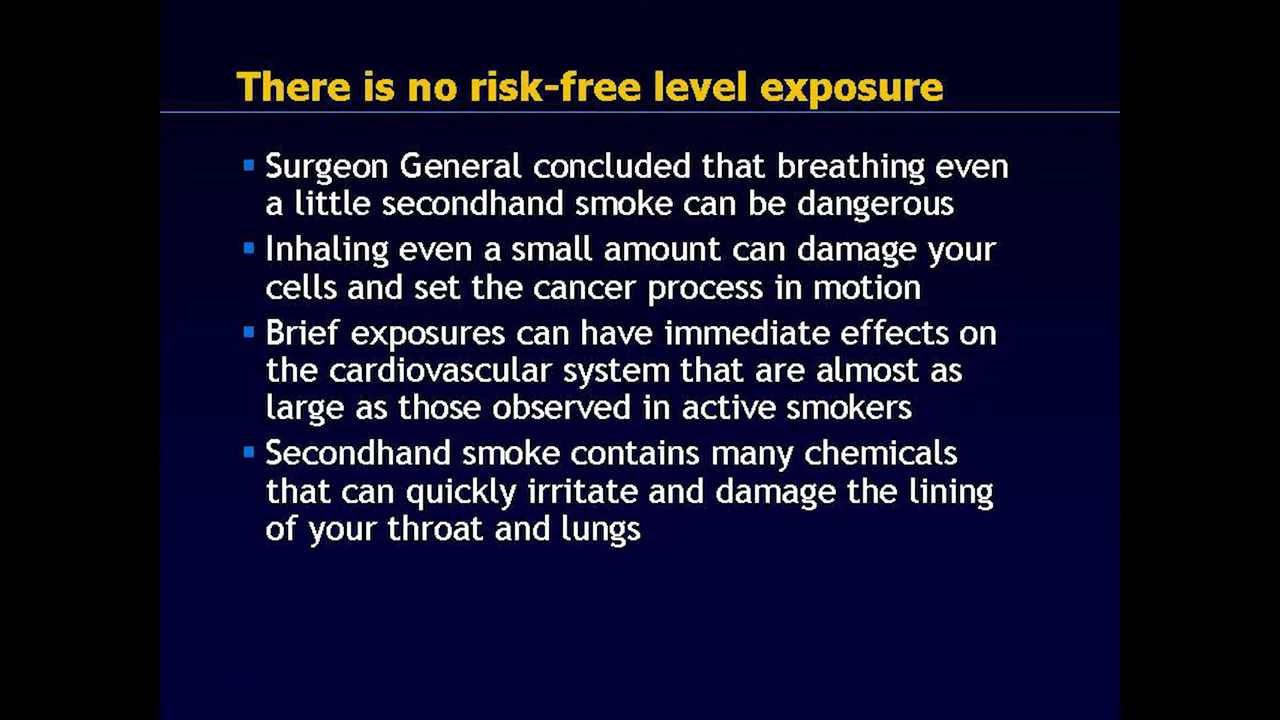 There is no risk-free level exposure
Surgeon General concluded that breathing even
a little secondhand smoke can be dangerous
Inhaling even a small amount can damage your
cells and set the cancer process in motion
Brief exposures can have immediate effects on
the cardiovascular system that are almost as
large as those observed in active smokers
Secondhand smoke contains many chemicals
that can quickly irritate and damage the lining
of your throat and lungs